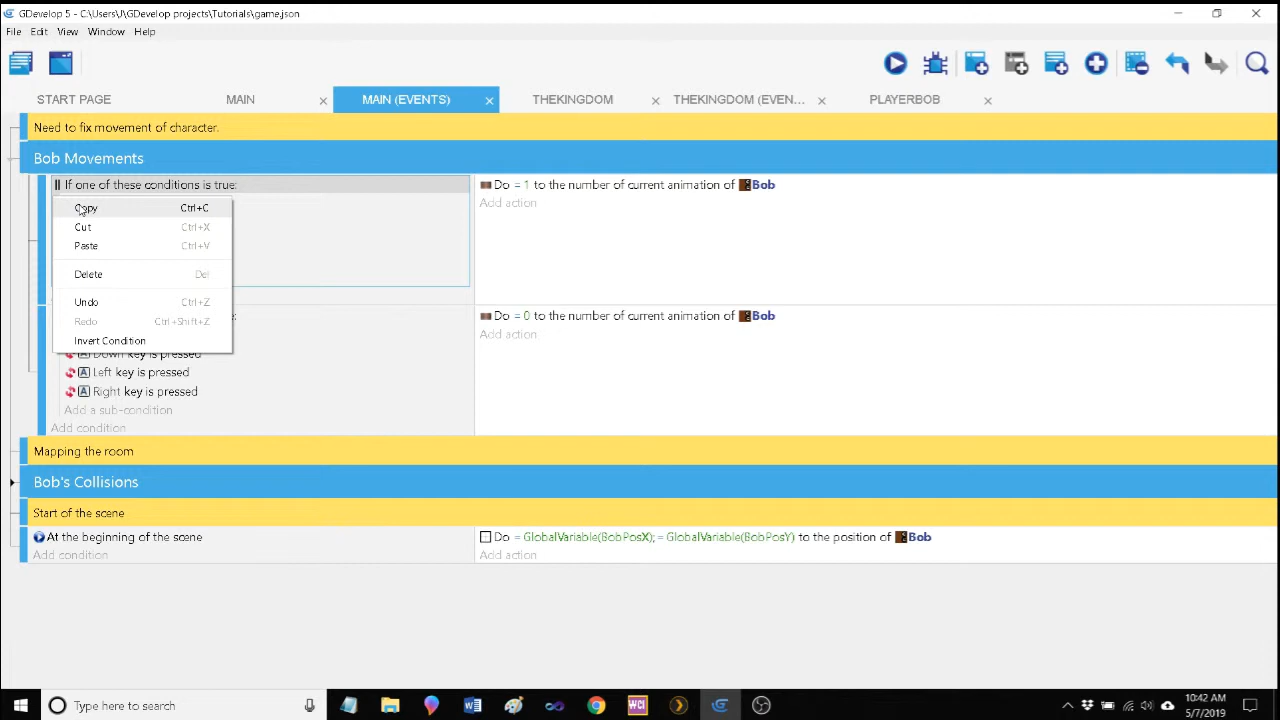 GDevelop 5 - C:\Users\J\GDevelop projects\Tutorials\game.json
File Edit View Window Help
START PAGE MAIN MAIN (EVENTS) THEKINGDOM THEKINGDOM (EVEN... PLAYERBOB
Need to fix movement of character.
Bob Movements
If one of these conditions is true:
Do = 1 to the number of current animation of Bob
Add action
Copy Ctrl+C
Cut Ctrl+X
Paste Ctrl+V
Delete Del
Undo Ctrl+Z
Redo Ctrl+Shift+Z
Invert Condition
Do = 0 to the number of current animation of Bob
Add action
Down key is pressed
Left key is pressed
Right key is pressed
Add a sub-condition
Add condition
Mapping the room
Bob's Collisions
Start of the scene
At the beginning of the scene
Add condition
Do = GlobalVariable(BobPosX); = GlobalVariable(BobPosY) to the position of Bob
Add action
Type here to search
WCI
10:42 AM
5/7/2019